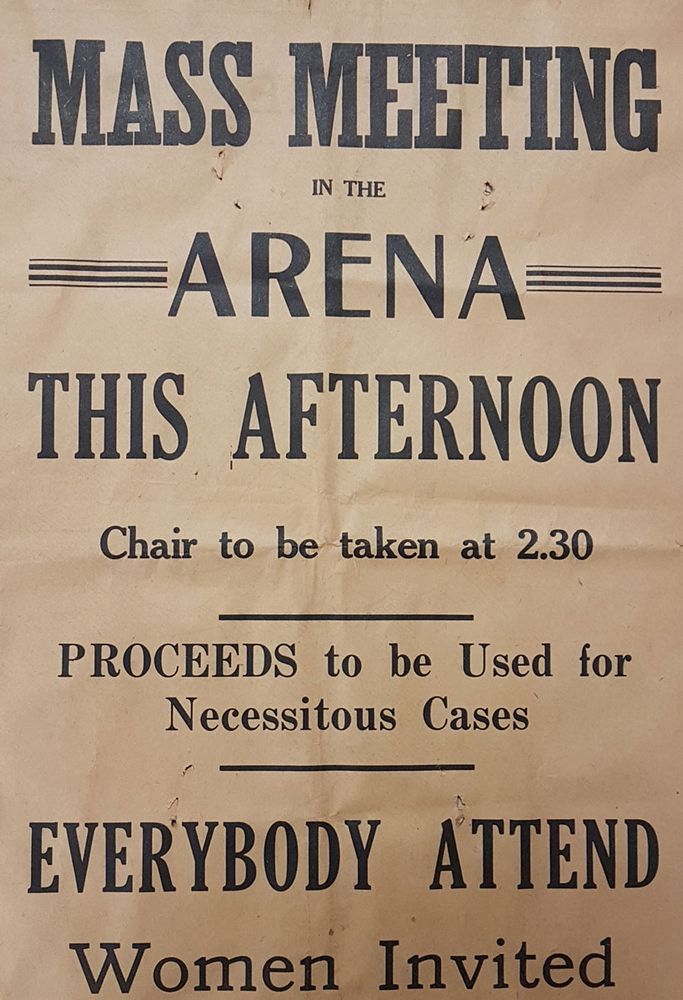 MASS MEETING
IN THE
ARENA
THIS AFTERNOON
Chair to be taken at 2.30
PROCEEDS to be Used for
Necessitous Cases
EVERYBODY ATTEND
Women Invited